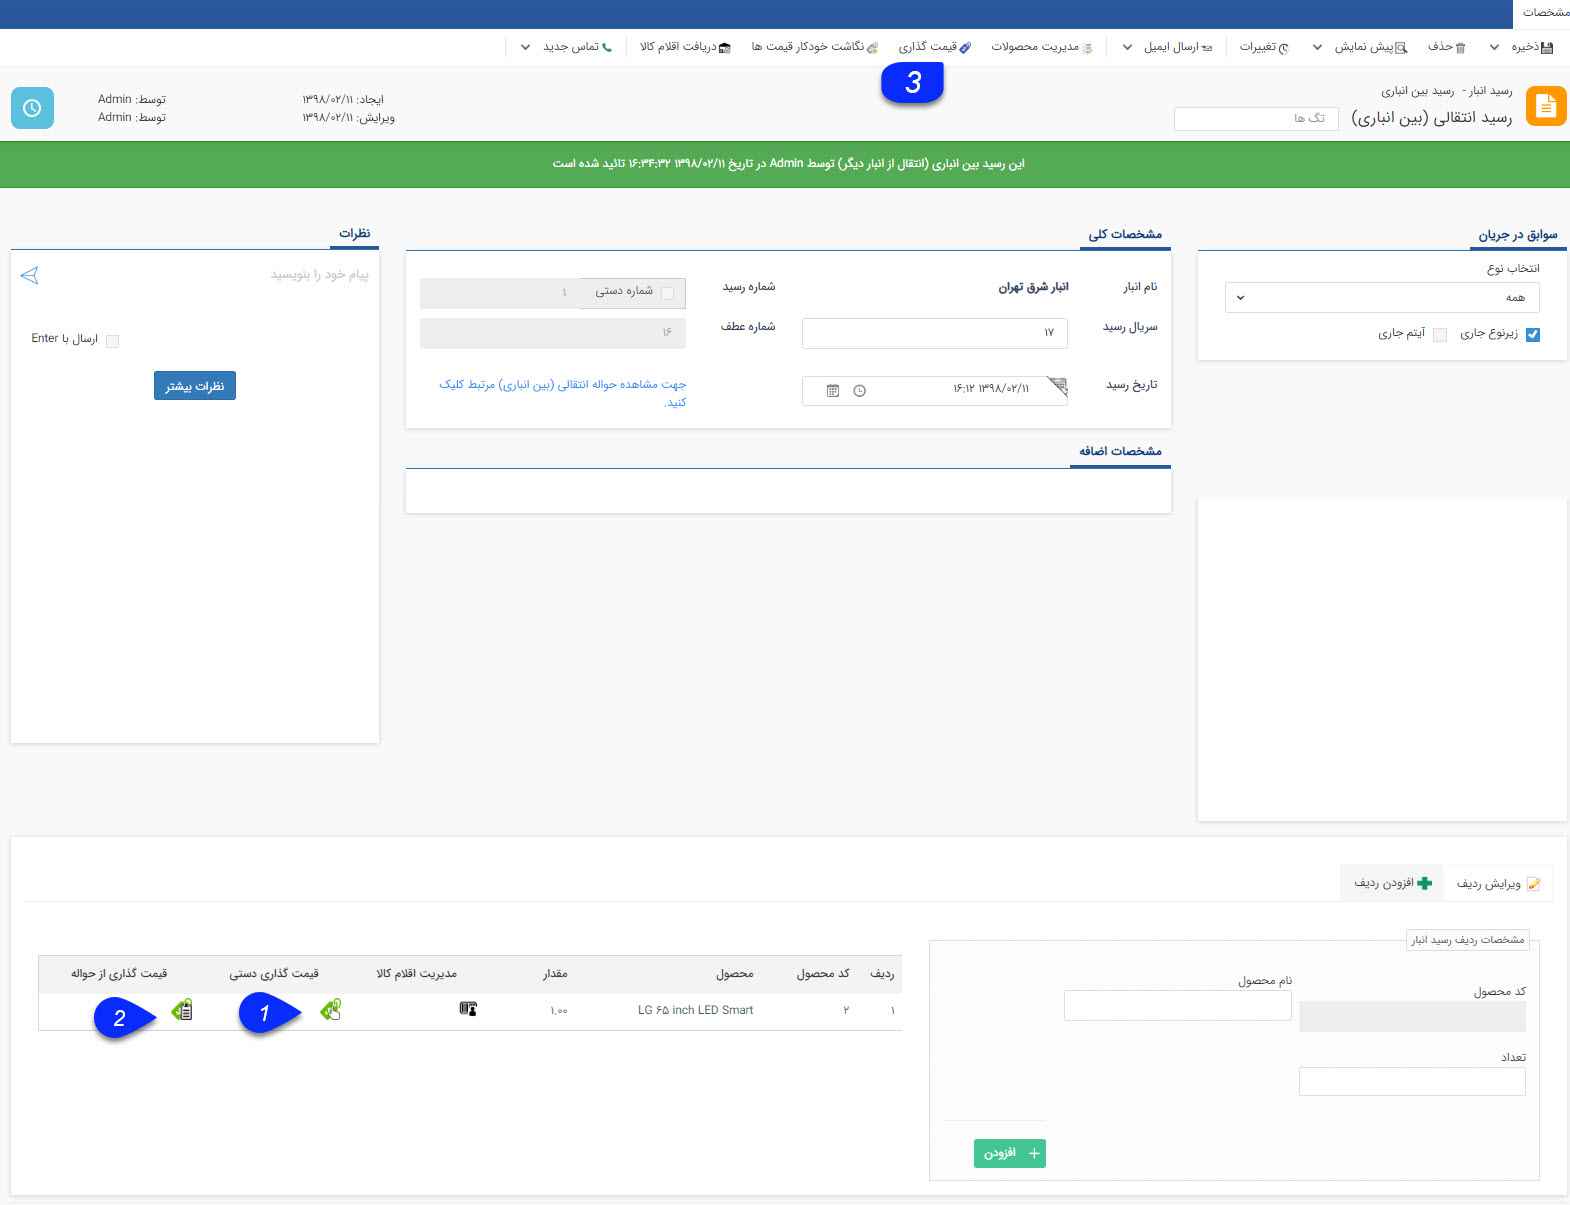 مشخصات
ذخیره
حذف
پیش نمایش
تغییرات
ارسال ایمیل
مدیریت محصولات
قیمت گذاری
نگاشت خودکار قیمت ها
دریافت اقلام کالا
تماس جدید
3
رسید انبار - رسید بین انباری
رسید انتقالی (بین انباری)
تگ ها
ایجاد: ۱۳۹۸/۰۲/۱۱
توسط: Admin
ویرایش: ۱۳۹۸/۰۲/۱۱
توسط: Admin
این رسید بین انباری (انتقال از انبار دیگر) توسط Admin در تاریخ ۱۳۹۸/۰۲/۱۱ ۱۶:۳۴:۳۲ تائید شده است
سوابق در جریان
انتخاب نوع
همه
زیرنوع جاری
آیتم جاری
مشخصات کلی
نام انبار
انبار شرق تهران
شماره رسید
شماره دستی
۱
سریال رسید
۱۷
شماره عطف
۱۶
تاریخ رسید
۱۳۹۸/۰۲/۱۱ ۱۶:۱۲
جهت مشاهده حواله انتقالی (بین انباری) مرتبط کلیک
کنید.
مشخصات اضافه
نظرات
پیام خود را بنویسید
ارسال با Enter
نظرات بیشتر
ویرایش ردیف
افزودن ردیف
مشخصات ردیف رسید انبار
کد محصول
نام محصول
تعداد
افزودن
ردیف کد محصول محصول مقدار مدیریت اقلام کالا قیمت گذاری دستی قیمت گذاری از حواله
۱ ۲ LG ۶۵ inch LED Smart ۱.۰۰
1
2